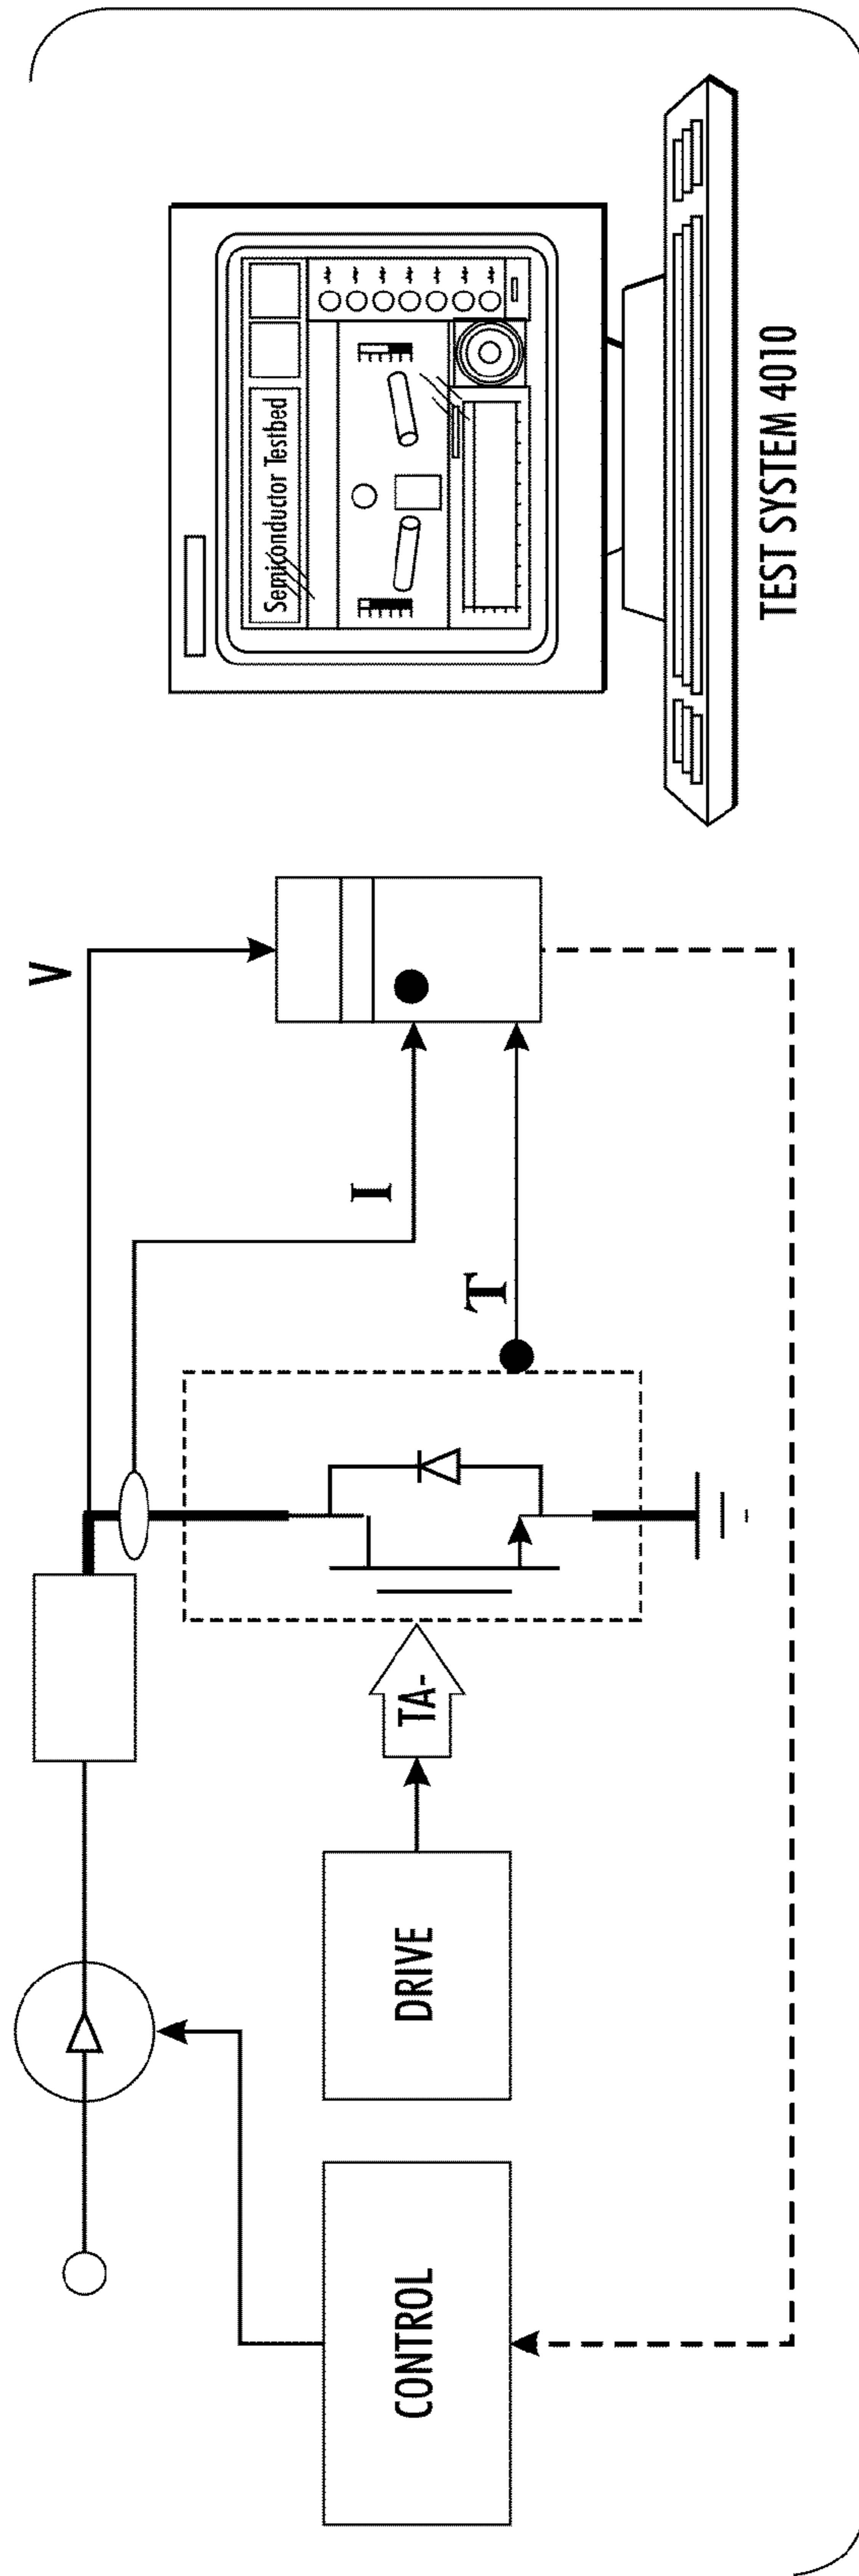 CONTROL
DRIVE
TA-
T
I
V
Semiconductor Testbed
TEST SYSTEM 4010